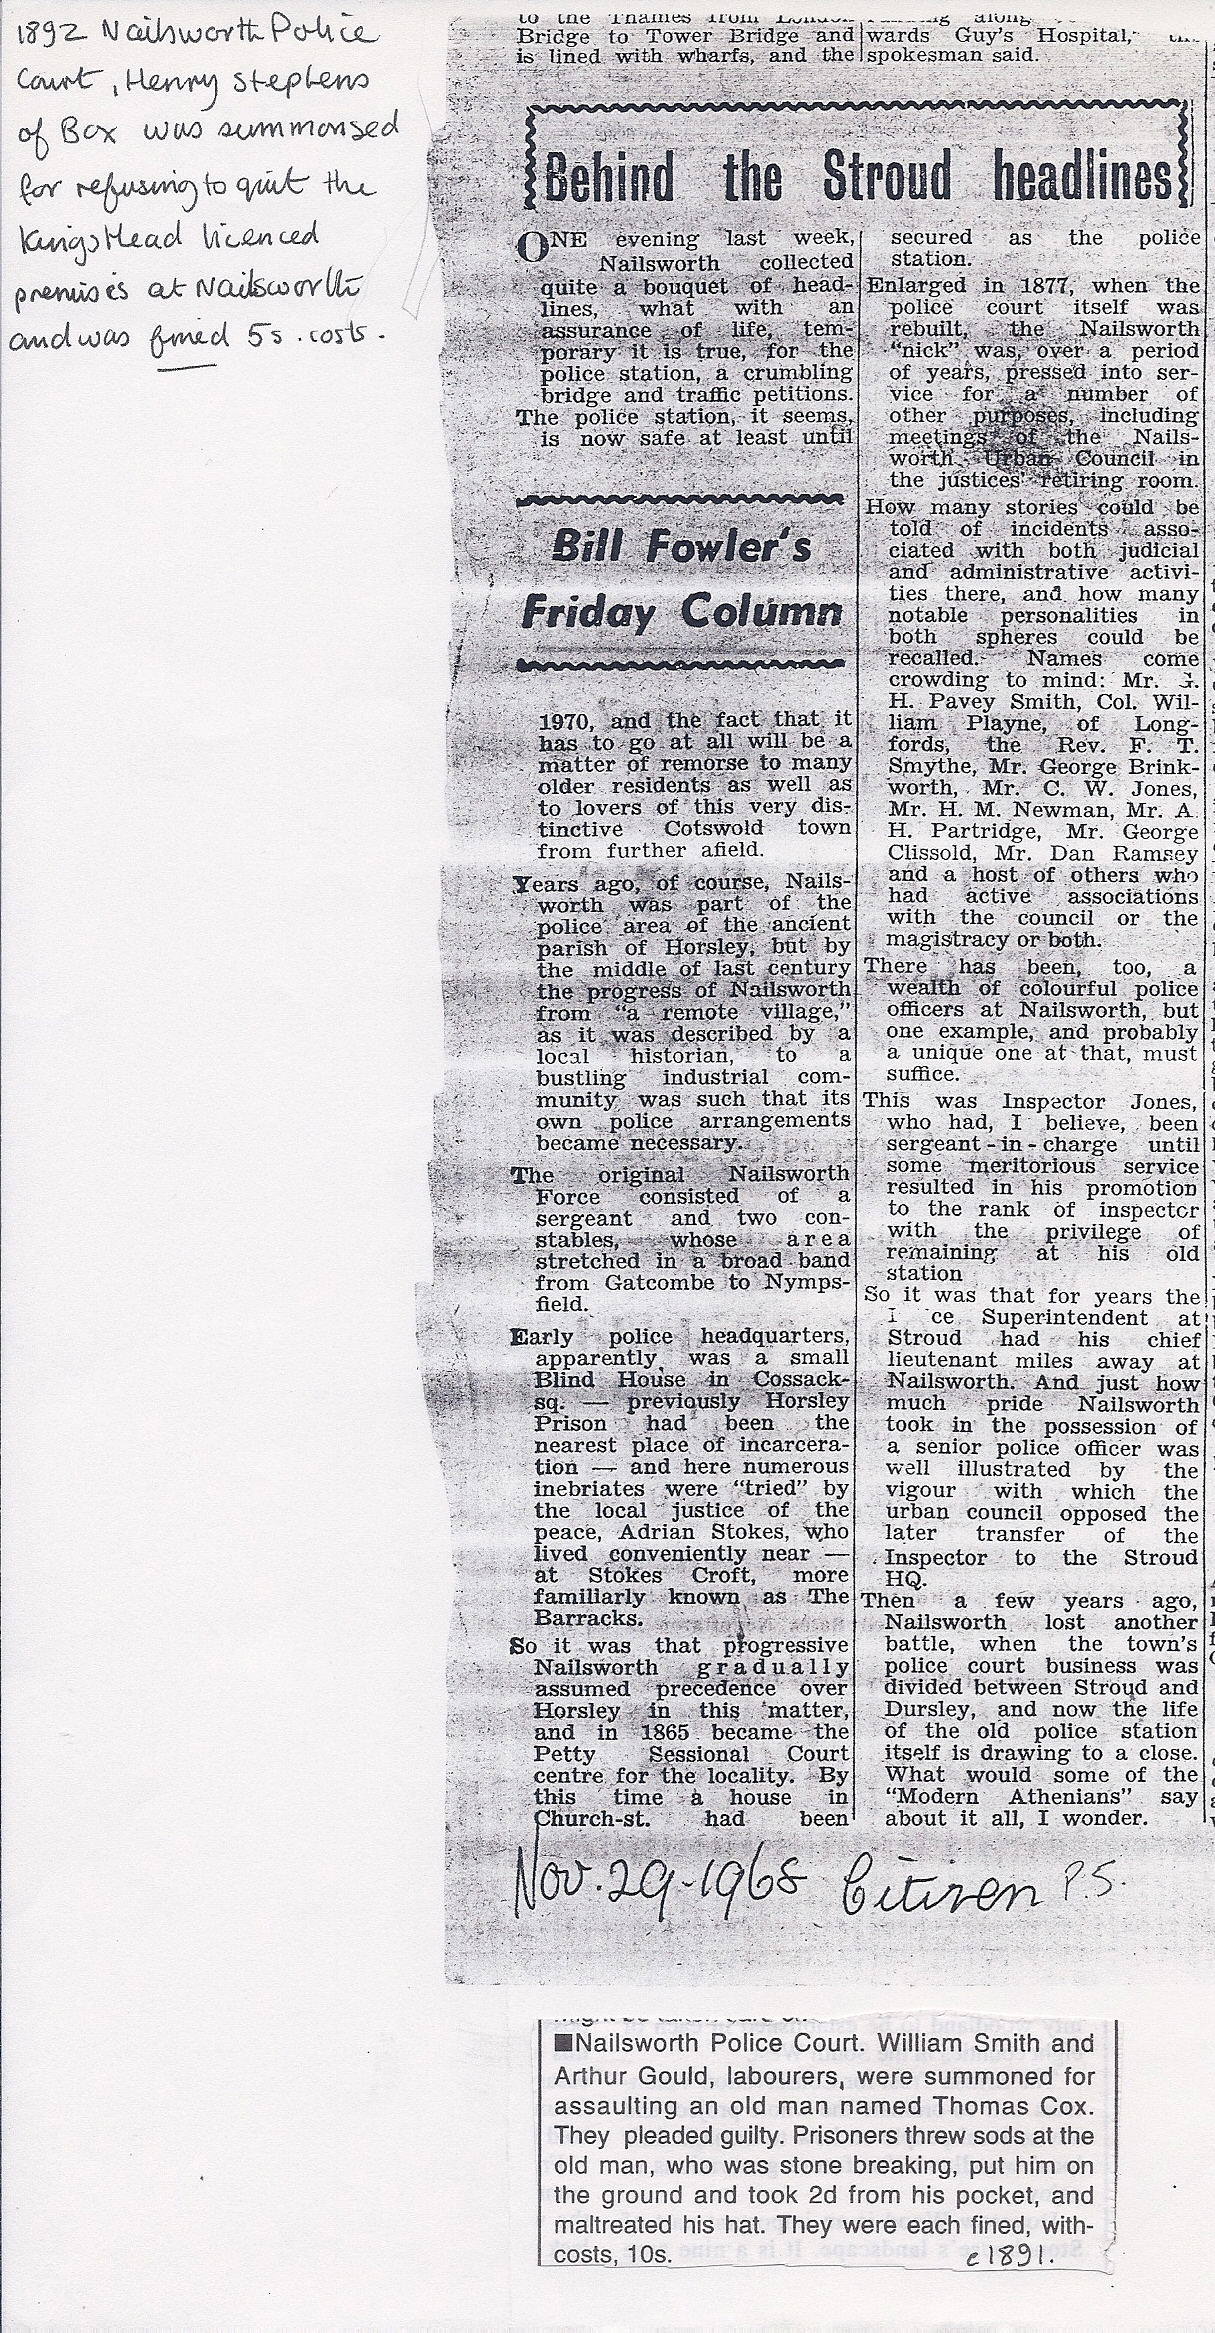 1892 Nailsworth Police
Court, Henry Stephens
of Box was summonsed
for refusing to quit the
Kings Head licenced
premises at Nailsworth
and was fined 5s. costs.
to the Thames from London
Bridge to Tower Bridge and
is lined with wharfs, and the
along
wards Guy's Hospital,
spokesman said.
Behind the Stroud headlines
ONE evening last week,
Nailsworth collected
quite a bouquet of head-
lines, what with an
assurance of life, tem-
porary it is true, for the
police station, a crumbling
bridge and traffic petitions.
The police station, it seems,
is now safe at least until
Bill Fowler's
Friday Column
1970, and the fact that it
has to go at all will be a
matter of remorse to many
older residents as well as
to lovers of this very dis-
tinctive Cotswold town
from further afield.
Years ago, of course, Nails-
worth was part of the
police area of the ancient
parish of Horsley, but by
the middle of last century
the progress of Nailsworth
from "a remote village,"
as it was described by a
local historian, to a
bustling industrial com-
munity was such that its
own police arrangements
became necessary.
The original Nailsworth
Force consisted of a
sergeant and two con-
stables, whose area
stretched in a broad band
from Gatcombe to Nymps-
field.
Early police headquarters,
apparently was a small
Blind House in Cossack-
sq. — previously Horsley
Prison had been the
nearest place of incarcera-
tion — and here numerous
inebriates were "tried" by
the local justice of the
peace, Adrian Stokes, who
lived conveniently near —
at Stokes Croft, more
familiarly known as The
Barracks.
So it was that progressive
Nailsworth gradually
assumed precedence over
Horsley in this matter,
and in 1865 became the
Petty Sessional Court
centre for the locality. By
this time a house in
Church-st. had been
secured as the police
station.
Enlarged in 1877, when the
police court itself was
rebuilt, the Nailsworth
"nick" was, over a period
of years, pressed into ser-
vice for a number of
other purposes, including
meetings of the Nails-
worth Urban Council in
the justices' retiring room.
How many stories could be
told of incidents asso-
ciated with both judicial
and administrative activi-
ties there, and how many
notable personalities in
both spheres could be
recalled. Names come
crowding to mind: Mr. G.
H. Pavey Smith, Col. Wil-
liam Playne, of Long-
fords, the Rev. F. T.
Smythe, Mr. George Brink-
worth, Mr. C. W. Jones,
Mr. H. M. Newman, Mr. A.
H. Partridge, Mr. George
Clissold, Mr. Dan Ramsey
and a host of others who
had active associations
with the council or the
magistracy or both.
There has been, too, a
wealth of colourful police
officers at Nailsworth, but
one example, and probably
a unique one at that, must
suffice.
This was Inspector Jones,
who had, I believe, been
sergeant-in-charge until
some meritorious service
resulted in his promotion
to the rank of inspector
with the privilege of
remaining at his old
station
So it was that for years the
Superintendent at
Stroud had his chief
lieutenant miles away at
Nailsworth. And just how
much pride Nailsworth
took in the possession of
a senior police officer was
well illustrated by the
vigour with which the
urban council opposed the
later transfer of the
Inspector to the Stroud
HQ.
Then a few years ago,
Nailsworth lost another
battle, when the town's
police court business was
divided between Stroud and
Dursley, and now the life
of the old police station
itself is drawing to a close.
What would some of the
"Modern Athenians" say
about it all, I wonder.
Nov. 29-1968 Citizen P.S.
■Nailsworth Police Court. William Smith and
Arthur Gould, labourers, were summoned for
assaulting an old man named Thomas Cox.
They pleaded guilty. Prisoners threw sods at the
old man, who was stone breaking, put him on
the ground and took 2d from his pocket, and
maltreated his hat. They were each fined, with-
costs, 10s.
c1891.